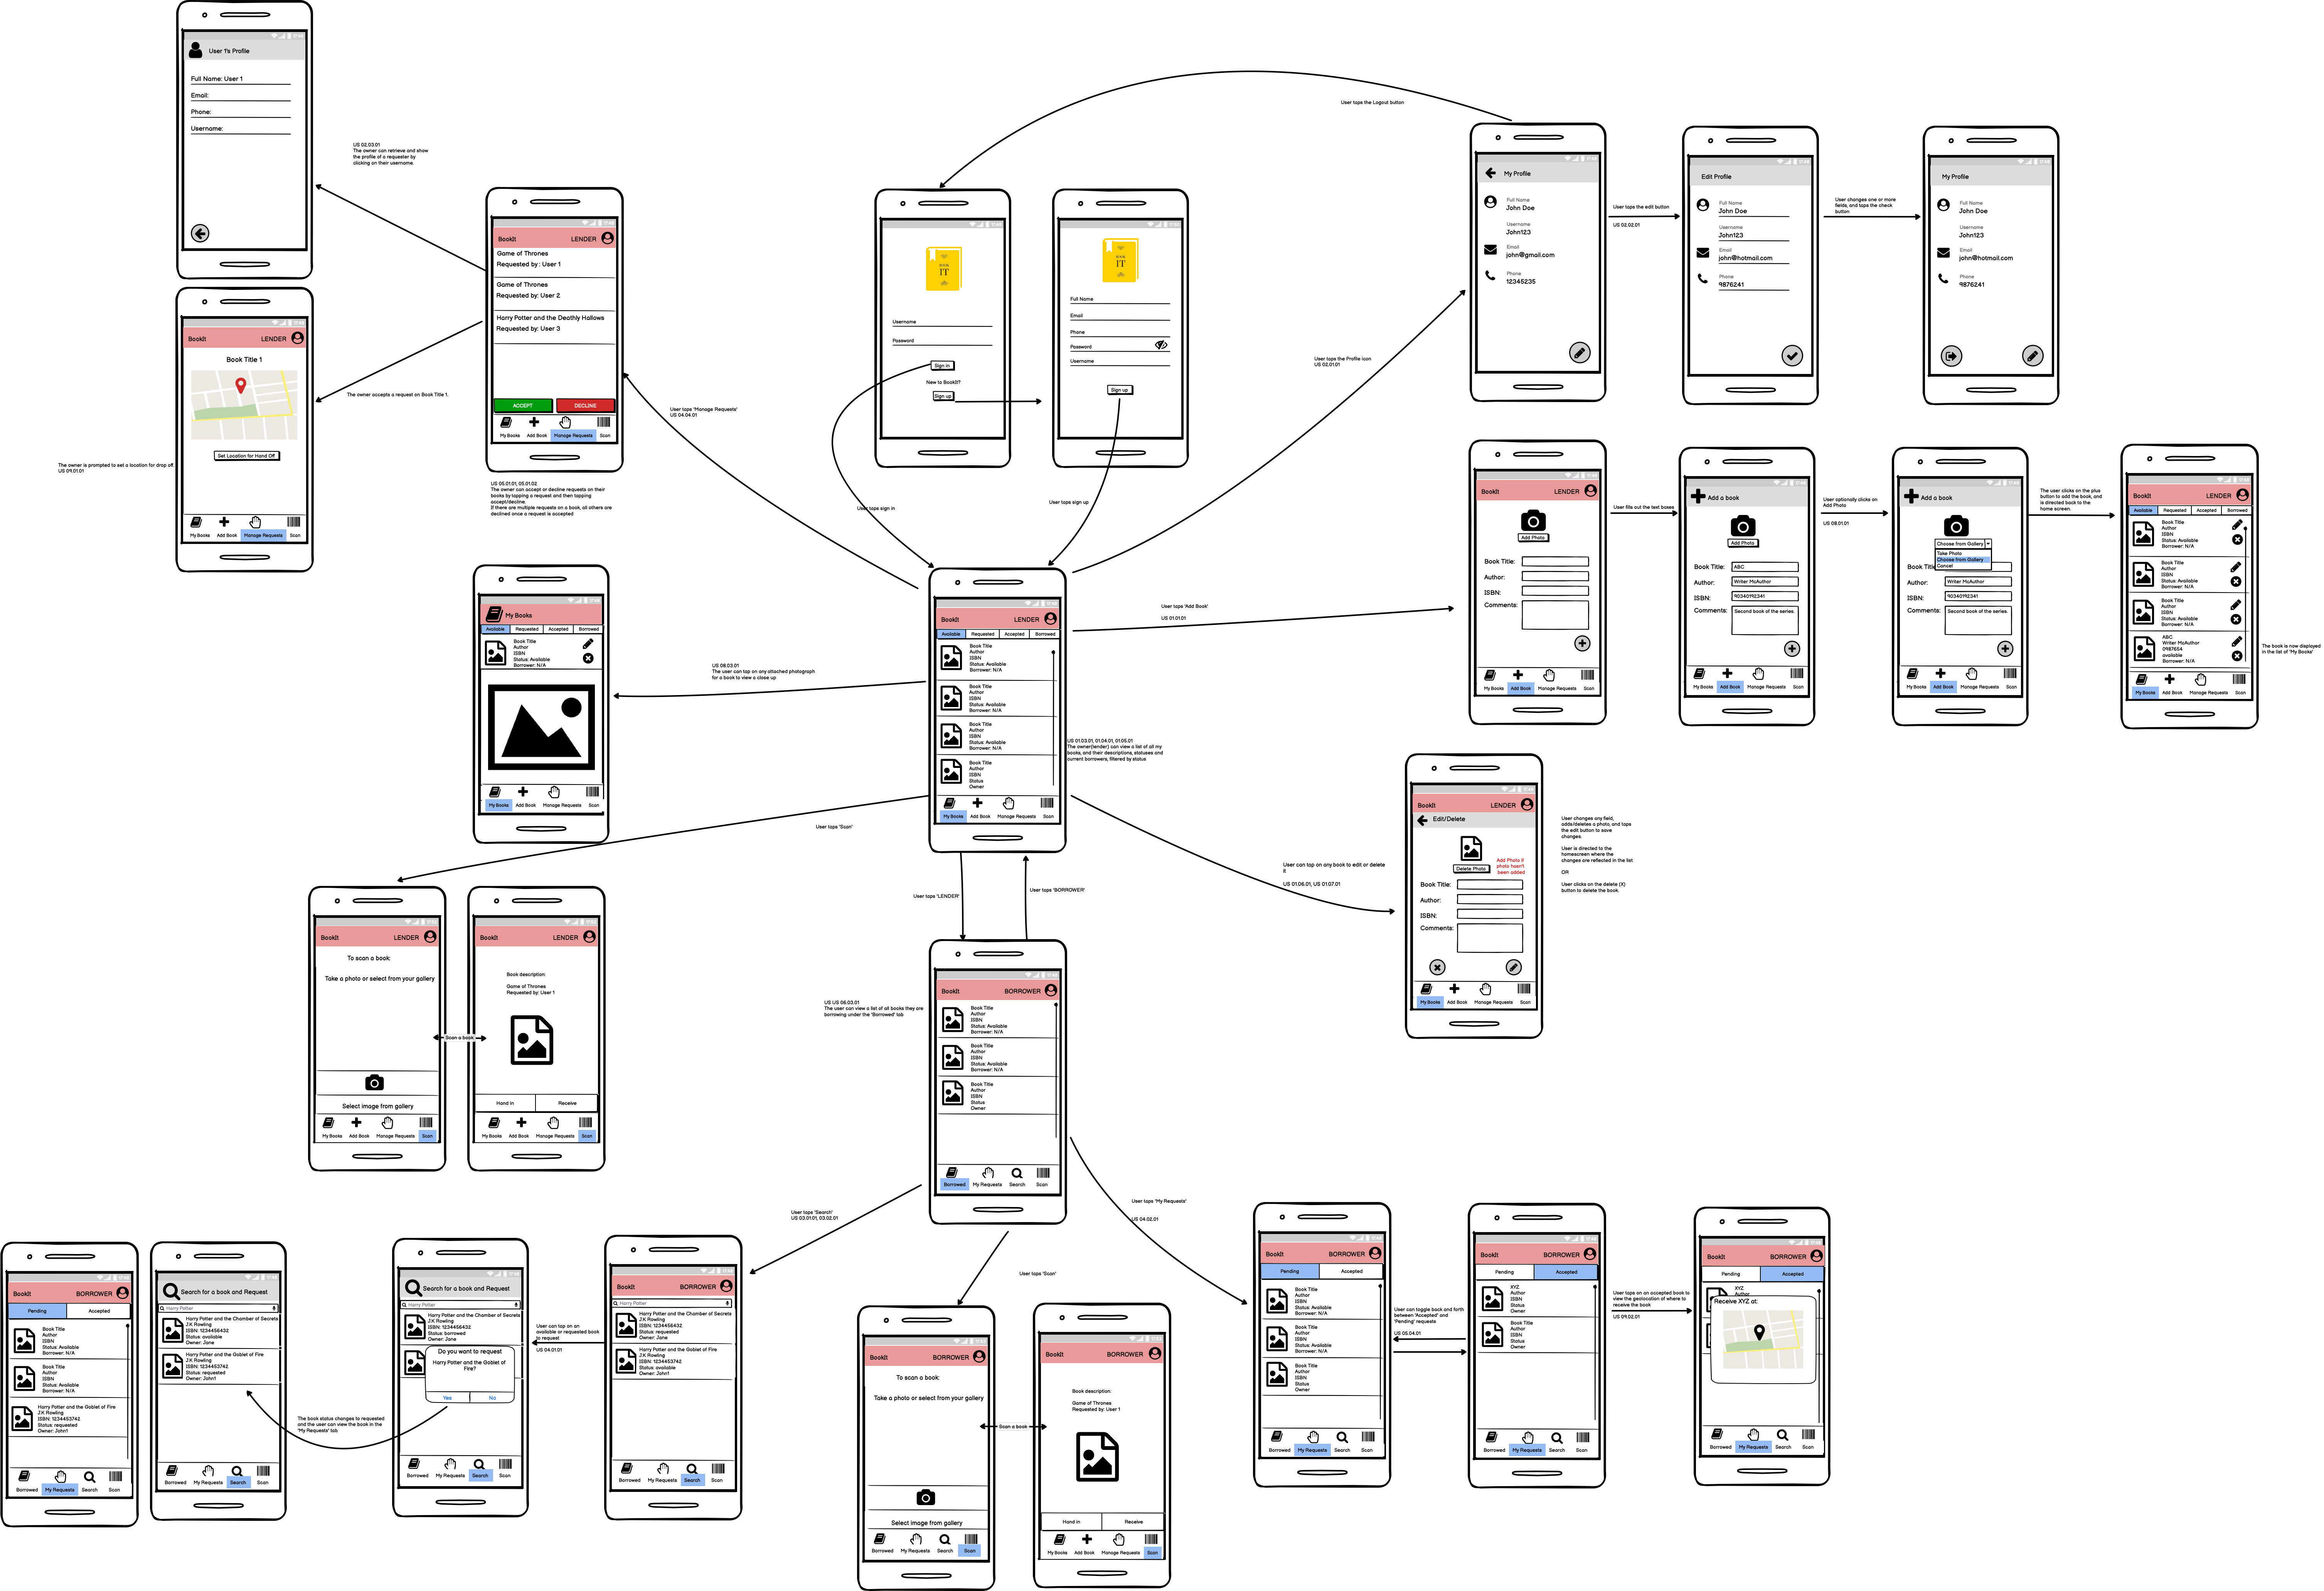 User 1's Profile
Full Name: User 1
Email:
Phone:
Username:
US 02.03.01
The owner can retrieve and show
the profile of a requester by
clicking on their username.
BookIt LENDER
Book Title 1
Set Location for Hand Off
My Books Add Book Manage Requests Scan
The owner is prompted to set a location for drop off.
US 09.01.01
The owner accepts a request on Book Title 1.
BookIt LENDER
Game of Thrones
Requested by : User 1
Game of Thrones
Requested by: User 2
Harry Potter and the Deathly Hallows
Requested by: User 3
ACCEPT DECLINE
My Books Add Book Manage Requests Scan
US 05.01.01, 05.01.02
The owner can accept or decline requests on their
books by tapping a request and then tapping
accept/decline.
If there are multiple requests on a book, all others are
declined once a request is accepted
User taps 'Manage Requests'
US 04.04.01
BOOK
IT
Username
Password
Sign in
New to BookIt?
Sign up
User taps sign in
BOOK
IT
Full Name
Email
Phone
Password
Username
Sign up
User taps sign up
User taps the Logout button
User taps the Profile icon
US 02.01.01
My Profile
Full Name
John Doe
Username
John123
Email
john@gmail.com
Phone
12345235
User taps the edit button
US 02.02.01
Edit Profile
Full Name
John Doe
Username
John123
Email
john@hotmail.com
Phone
9876241
User changes one or more
fields, and taps the check
button
My Profile
Full Name
John Doe
Username
John123
Email
john@hotmail.com
Phone
9876241
User taps 'Add Book'
US 01.01.01
BookIt LENDER
Add Photo
Book Title:
Author:
ISBN:
Comments:
My Books Add Book Manage Requests Scan
User fills out the text boxes
Add a book
Add Photo
Book Title: ABC
Author: Writer McAuthor
ISBN: 90340192341
Comments: Second book of the series.
My Books Add Book Manage Requests Scan
User optionally clicks on
Add Photo
US 08.01.01
Add a book
Choose from Gallery
Take Photo
Choose from Gallery
Cancel
Book Title
Author: Writer McAuthor
ISBN: 90340192341
Comments: Second book of the series.
My Books Add Book Manage Requests Scan
The user clicks on the plus
button to add the book, and
is directed back to the
home screen.
BookIt LENDER
Available Requested Accepted Borrowed
Book Title
Author
ISBN
Status: Available
Borrower: N/A
Book Title
Author
ISBN
Status: Available
Borrower: N/A
Book Title
Author
ISBN
Status: Available
Borrower: N/A
ABC
Writer McAuthor
0987654
available
Borrower: N/A
My Books Add Book Manage Requests Scan
The book is now displayed
in the list of 'My Books'
My Books
Available Requested Accepted Borrowed
Book Title
Author
ISBN
Status: Available
Borrower: N/A
My Books Add Book Manage Requests Scan
US 08.03.01
The user can tap on any attached photograph
for a book to view a close up
BookIt LENDER
Available Requested Accepted Borrowed
Book Title
Author
ISBN
Status: Available
Borrower: N/A
Book Title
Author
ISBN
Status: Available
Borrower: N/A
Book Title
Author
ISBN
Status: Available
Borrower: N/A
Book Title
Author
ISBN
Status
Owner
My Books Add Book Manage Requests Scan
US 01.03.01, 01.04.01, 01.05.01
The owner(lender) can view a list of all my
books, and their descriptions, statuses and
current borrowers, filtered by status
User taps 'Scan'
User taps 'LENDER'
User taps 'BORROWER'
User can tap on any book to edit or delete
it
US 01.06.01, US 01.07.01
BookIt LENDER
Edit/Delete
Delete Photo
Add Photo if
photo hasn't
been added
Book Title:
Author:
ISBN:
Comments:
My Books Add Book Manage Requests Scan
User changes any field,
adds/deletes a photo, and taps
the edit button to save
changes.
User is directed to the
homescreen where the
changes are reflected in the list
OR
User clicks on the delete (X)
button to delete the book.
BookIt LENDER
To scan a book:
Take a photo or select from your gallery
Select image from gallery
My Books Add Book Manage Requests Scan
Scan a book
BookIt LENDER
Book description:
Game of Thrones
Requested by: User 1
Hand in Receive
My Books Add Book Manage Requests Scan
US US 06.03.01
The user can view a list of all books they are
borrowing under the 'Borrowed' tab
BookIt BORROWER
Book Title
Author
ISBN
Status: Available
Borrower: N/A
Book Title
Author
ISBN
Status: Available
Borrower: N/A
Book Title
Author
ISBN
Status
Owner
Borrowed My Requests Search Scan
User taps 'Search'
US 03.01.01, 03.02.01
User taps 'Scan'
User taps 'My Requests'
US 04.02.01
BookIt BORROWER
Pending Accepted
Book Title
Author
ISBN
Status: Available
Borrower: N/A
Book Title
Author
ISBN
Status: Available
Borrower: N/A
Harry Potter and the Goblet of Fire
J.K Rowling
ISBN: 1234453742
Status: requested
Owner: John1
Borrowed My Requests Search Scan
Search for a book and Request
Harry Potter
Harry Potter and the Chamber of Secrets
J.K Rowling
ISBN: 1234456432
Status: available
Owner: Jane
Harry Potter and the Goblet of Fire
J.K Rowling
ISBN: 1234453742
Status: requested
Owner: John1
Borrowed My Requests Search Scan
The book status changes to requested
and the user can view the book in the
'My Requests' tab
Search for a book and Request
Harry Potter
Harry Potter and the Chamber of Secrets
J.K Rowling
ISBN: 1234456432
Status: borrowed
Owner: Jane
Do you want to request
Harry Potter and the Goblet of
Fire?
Yes No
Borrowed My Requests Search Scan
User can tap on an
available or requested book
to request
US 04.01.01
BookIt BORROWER
Harry Potter
Harry Potter and the Chamber of Secrets
J.K Rowling
ISBN: 1234456432
Status: requested
Owner: Jane
Harry Potter and the Goblet of Fire
J.K Rowling
ISBN: 1234453742
Status: available
Owner: John1
Borrowed My Requests Search Scan
BookIt BORROWER
To scan a book:
Take a photo or select from your gallery
Select image from gallery
Borrowed My Requests Search Scan
Scan a book
BookIt BORROWER
Book description:
Game of Thrones
Requested by: User 1
Hand in Receive
My Books Add Book Manage Requests Scan
BookIt BORROWER
Pending Accepted
Book Title
Author
ISBN
Status: Available
Borrower: N/A
Book Title
Author
ISBN
Status: Available
Borrower: N/A
Book Title
Author
ISBN
Status
Owner
Borrowed My Requests Search Scan
User can toggle back and forth
between 'Accepted' and
'Pending' requests
US 05.04.01
BookIt BORROWER
Pending Accepted
XYZ
Author
ISBN
Status
Owner
Book Title
Author
ISBN
Status
Owner
Borrowed My Requests Search Scan
User taps on an accepted book to
view the geolocation of where to
receive the book
US 09.02.01
BookIt BORROWER
Pending Accepted
XYZ
Author
Receive XYZ at:
Borrowed My Requests Search Scan